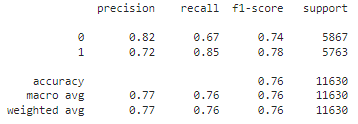 precision recall f1-score support
0 0.82 0.67 0.74 5867
1 0.72 0.85 0.78 5763
accuracy 0.76 11630
macro avg 0.77 0.76 0.76 11630
weighted avg 0.77 0.76 0.76 11630